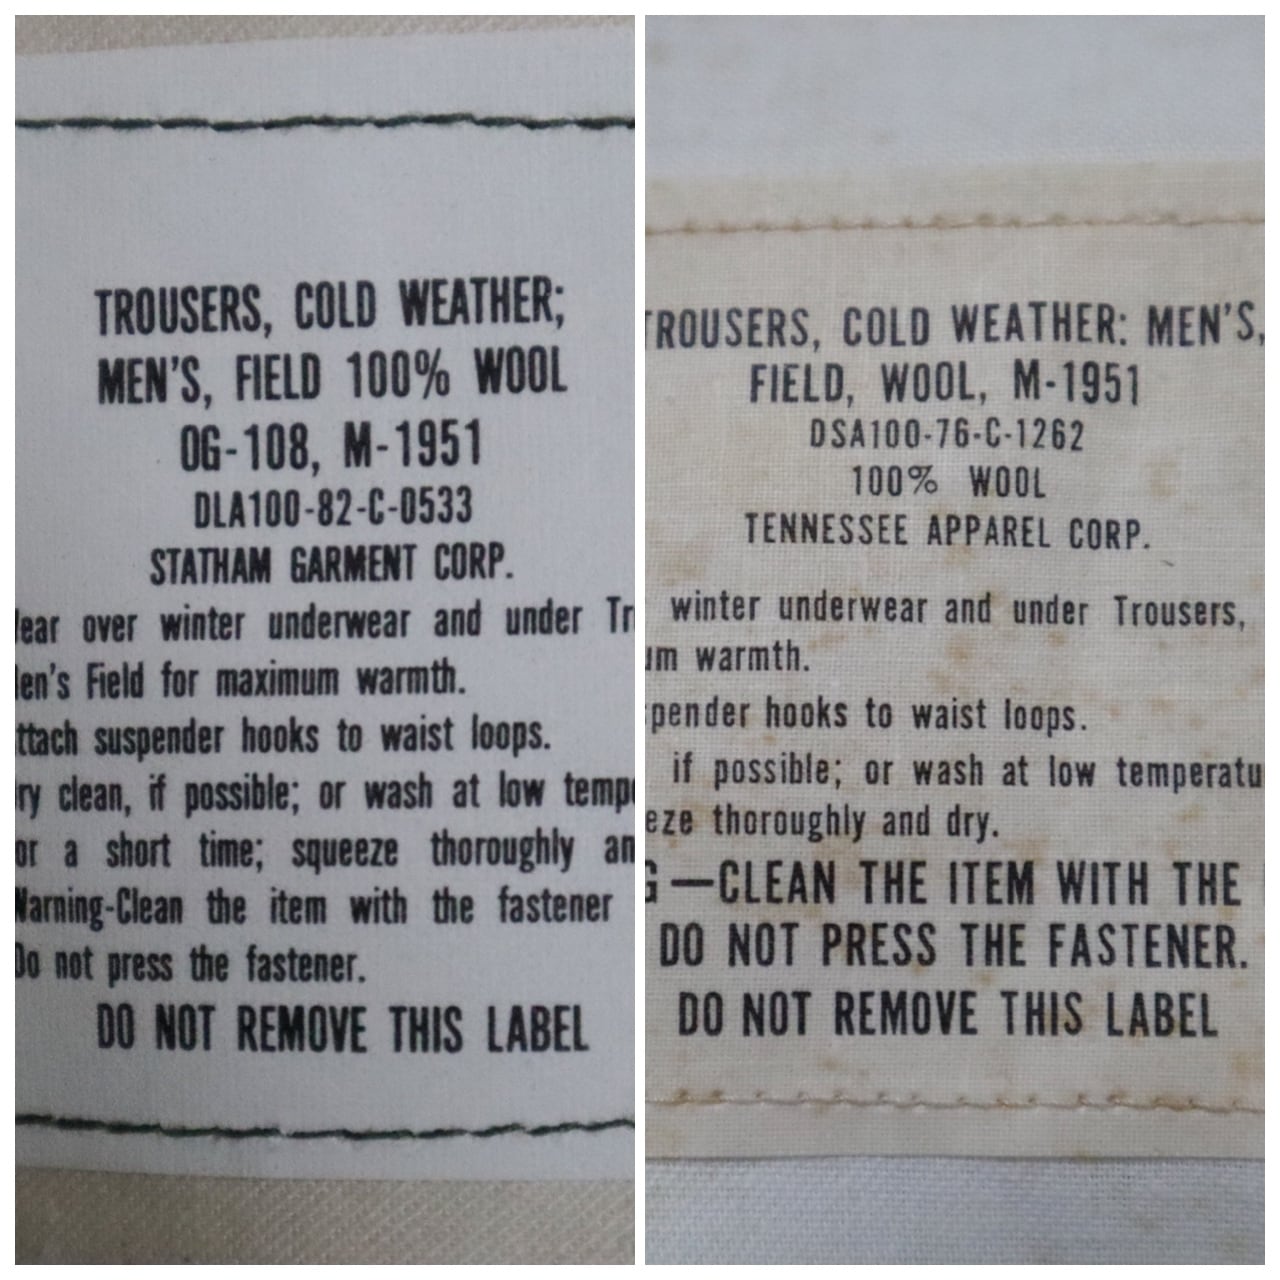 TROUSERS, COLD WEATHER;
MEN'S, FIELD 100% WOOL
OG-108, M-1951
DLA100-82-C-0533
STATHAM GARMENT CORP.
ear over winter underwear and under Tr
en's Field for maximum warmth.
ttach suspender hooks to waist loops.
ry clean, if possible; or wash at low tempe
or a short time; squeeze thoroughly an
Warning-Clean the item with the fastener
Do not press the fastener.
DO NOT REMOVE THIS LABEL
TROUSERS, COLD WEATHER: MEN'S,
FIELD, WOOL, M-1951
DSA100-76-C-1262
100% WOOL
TENNESSEE APPAREL CORP.
winter underwear and under Trousers,
um warmth.
spender hooks to waist loops.
if possible; or wash at low temperatu
eze thoroughly and dry.
G—CLEAN THE ITEM WITH THE
DO NOT PRESS THE FASTENER.
DO NOT REMOVE THIS LABEL